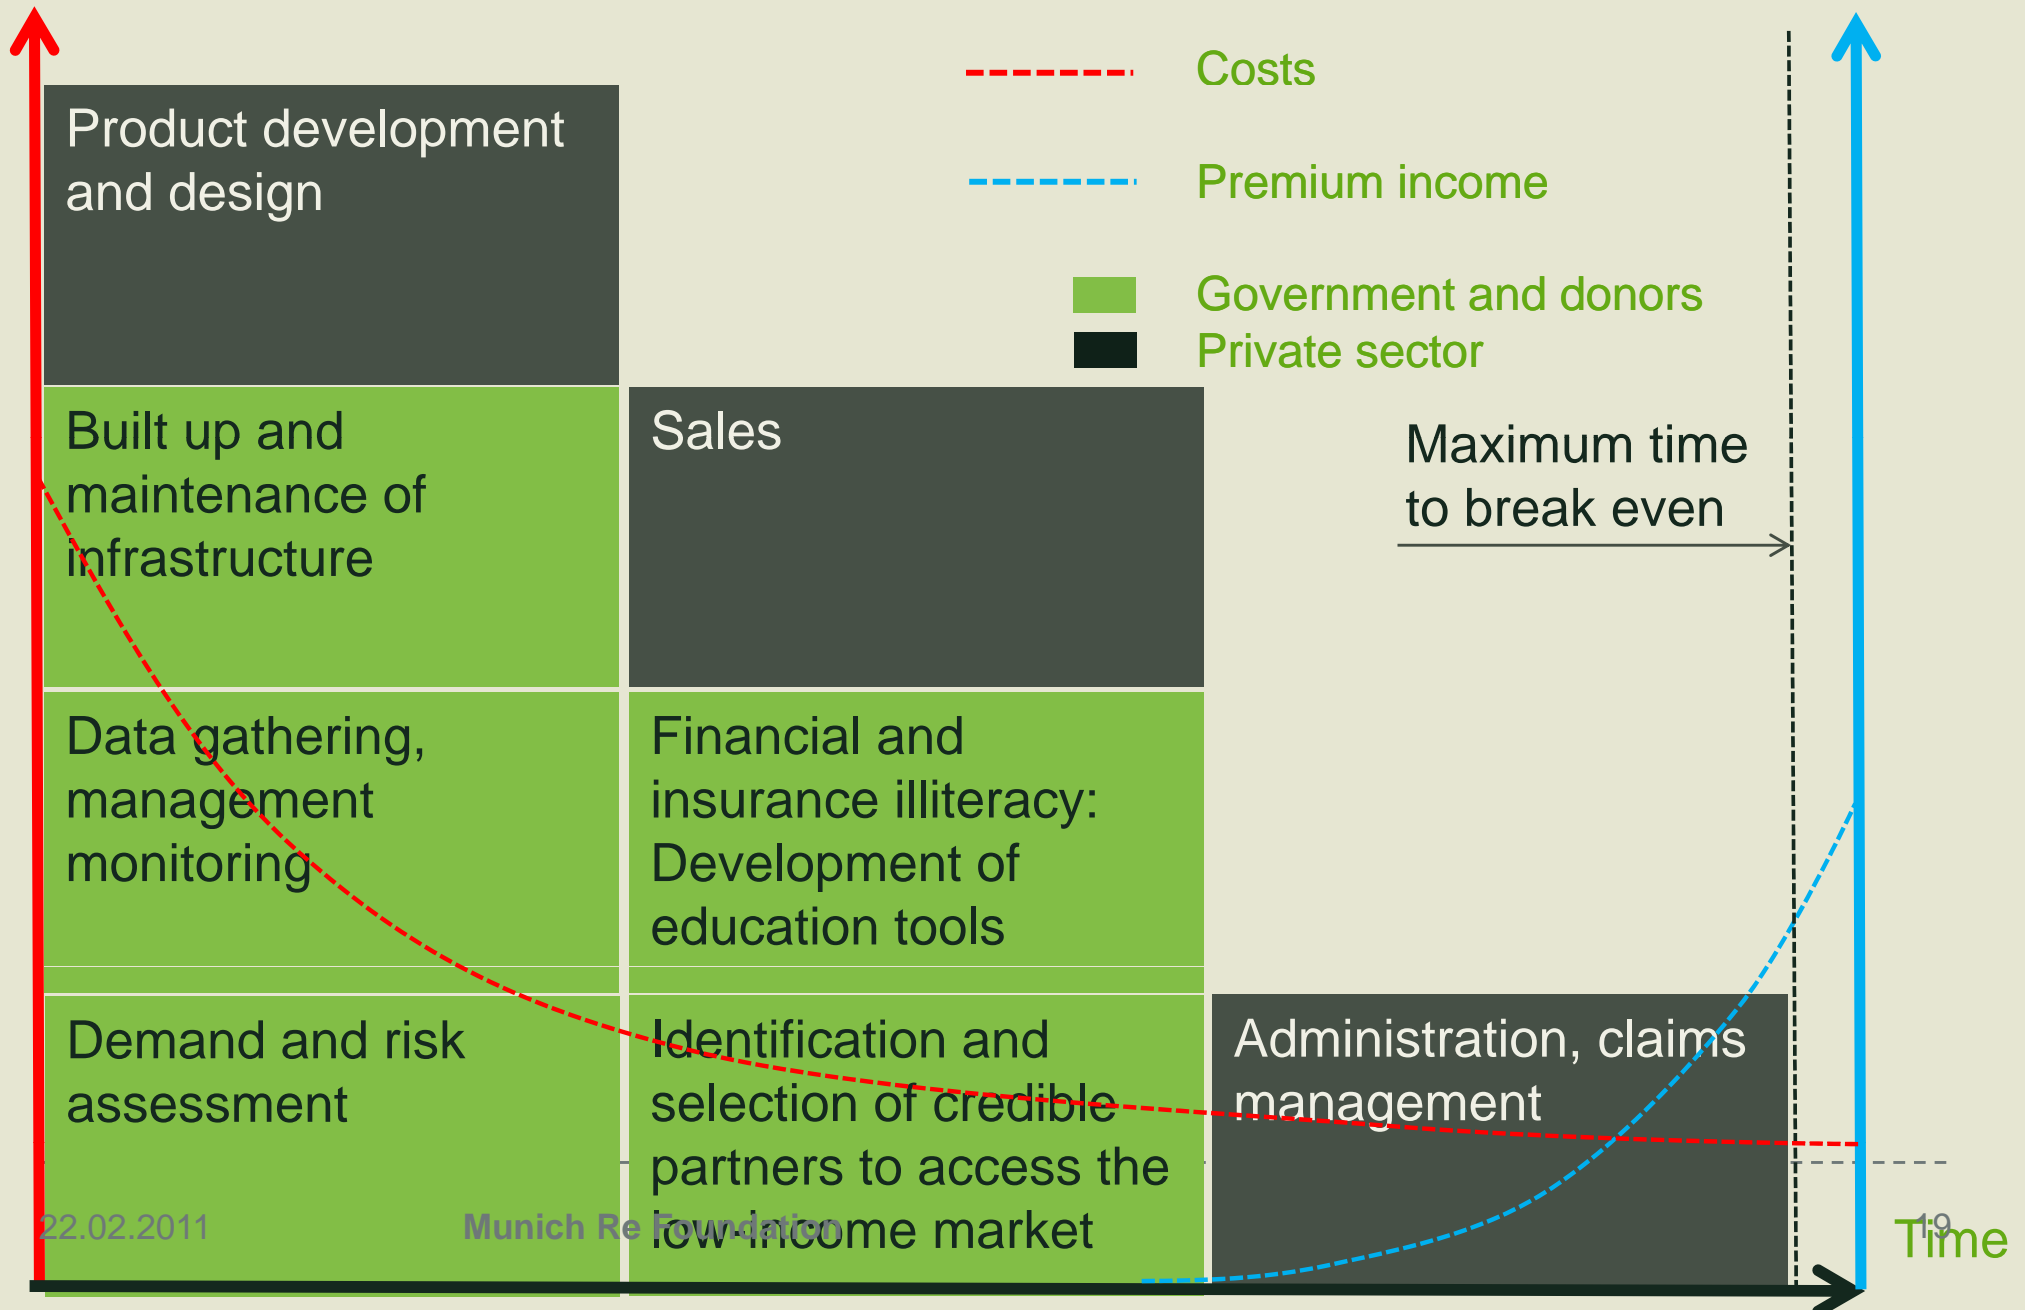 Costs
Premium income
Government and donors
Private sector
Product development
and design
Built up and
maintenance of
infrastructure
Sales
Maximum time
to break even
Data gathering,
management
monitoring
Financial and
insurance illiteracy:
Development of
education tools
Demand and risk
assessment
Identification and
selection of credible
partners to access the
low-income market
Administration, claims
management
22.02.2011
Munich Re Foundation
19
Time